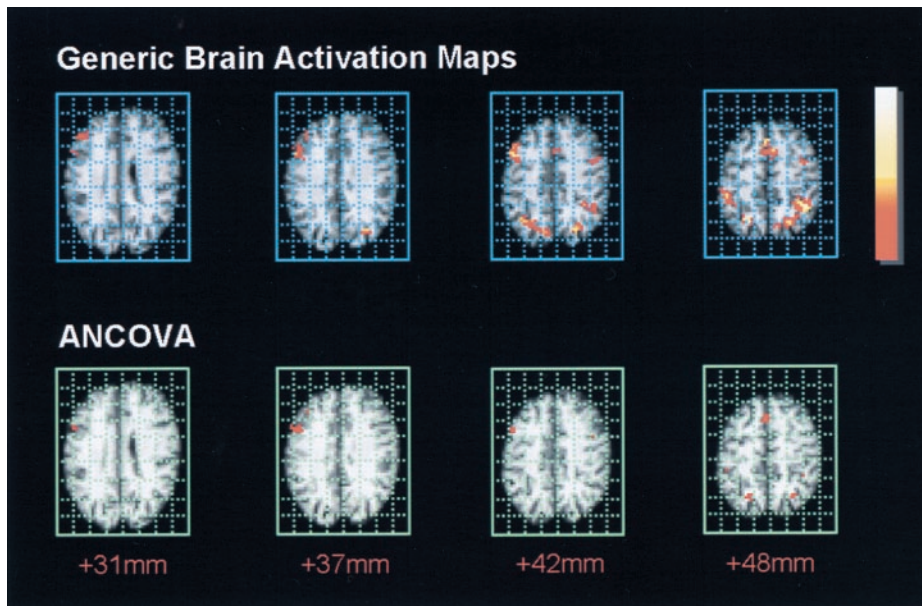 Generic Brain Activation Maps
ANCOVA
+31mm
+37mm
+42mm
+48mm